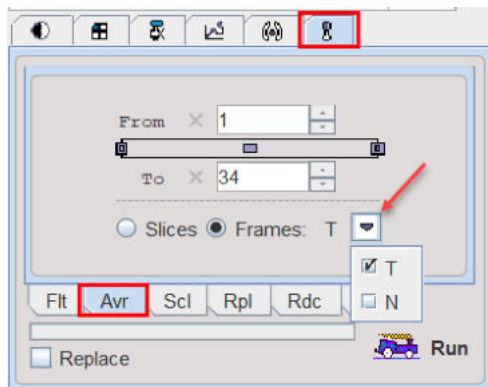 From 1
To 34
Slices Frames: T
T
N
Flt Avr Scl Rpl Rdc
Replace
Run